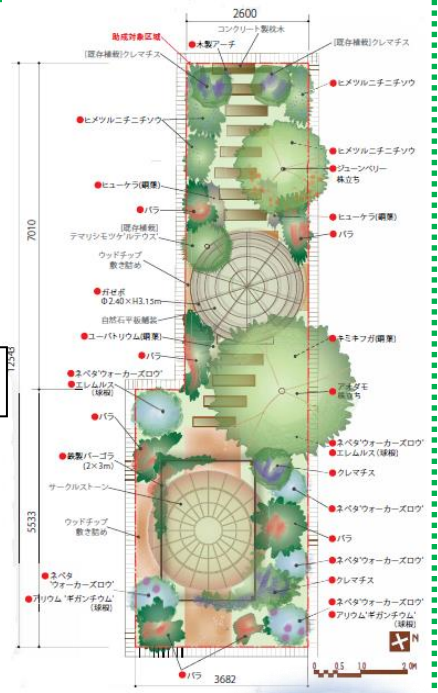 2600
コンクリート製枕木
助成対象区域
●木製アーチ
[既存植栽]クレマチス
[既存植栽]クレマチス
●ヒメツルニチニチソウ
●ヒメツルニチニチソウ
●ヒメツルニチニチソウ
●ジューンベリー
株立ち
●ヒューケラ(銅葉)
●バラ
●ヒューケラ(銅葉)
●バラ
[既存植栽]
テマリシモツケ'ルテウス'
ウッドチップ
敷き詰め
●ガゼボ
Φ2.40×H3.15m
自然石平板舗装
●ユーパトリウム(銅葉)
●バラ
●キミキフガ(銅葉)
●ネペタ'ウォーカーズロウ'
●エレムルス
(球根)
●アオダモ
株立ち
●バラ
●ネペタ'ウォーカーズロウ'
●エレムルス(球根)
●鉄製パーゴラ
(2×3m)
●クレマチス
サークルストーン
●ネペタ'ウォーカーズロウ'
ウッドチップ
敷き詰め
●バラ
●ネペタ'ウォーカーズロウ'
●ネペタ
'ウォーカーズロウ'
●クレマチス
●アリウム'ギガンチウム'
(球根)
●ネペタ'ウォーカーズロウ'
●アリウム'ギガンチウム'
(球根)
●バラ
7010
12543
5533
3682
N
0 0.5 1.0 2.0M